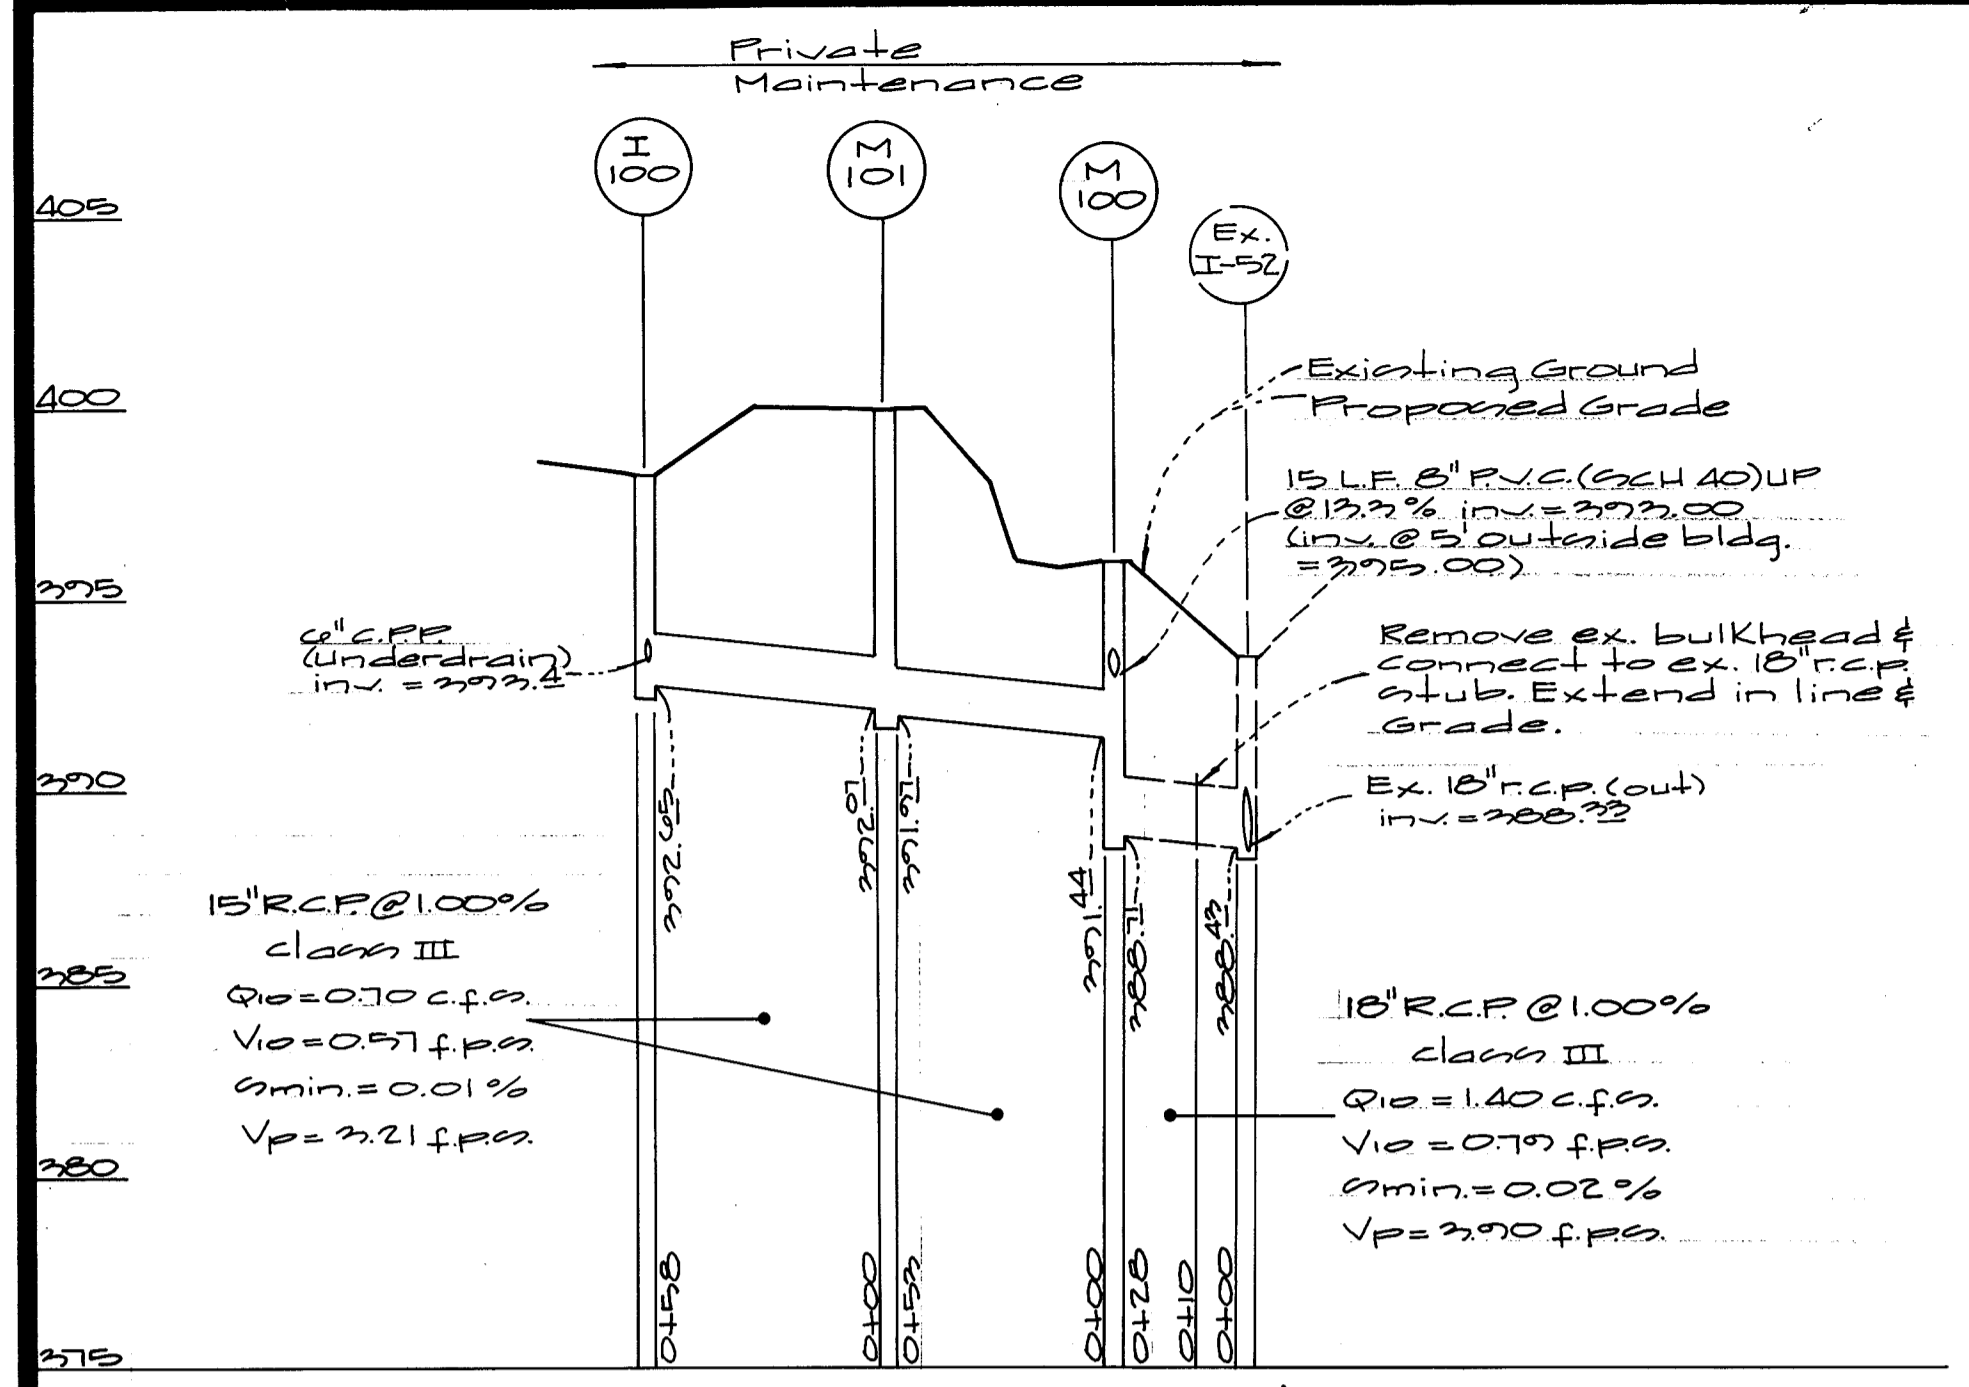 Private
Maintenance
I
100
M
101
M
100
Ex.
I-52
405
400
395
390
385
380
375
Existing Ground
Proposed Grade
15 L.F. 8" P.V.C. (SCH 40) UP
@ 13.3% inv. = 393.00
(inv. @ 5' outside bldg.
= 395.00)
6" C.P.P.
(underdrain)
inv. = 393.4
Remove ex. bulkhead &
connect to ex. 18" r.c.p.
stub. Extend in line &
Grade.
Ex. 18" r.c.p. (out)
inv. = 388.33
392.65
392.07
391.97
391.44
388.71
388.43
15" R.C.P. @ 1.00%
class III
Q10 = 0.70 c.f.s.
V10 = 0.57 f.p.s.
Smin. = 0.01%
Vp = 3.21 f.p.s.
18" R.C.P. @ 1.00%
class III
Q10 = 1.40 c.f.s.
V10 = 0.79 f.p.s.
Smin. = 0.02%
Vp = 3.90 f.p.s.
0+58
0+00
0+53
0+00
0+28
0+10
0+00